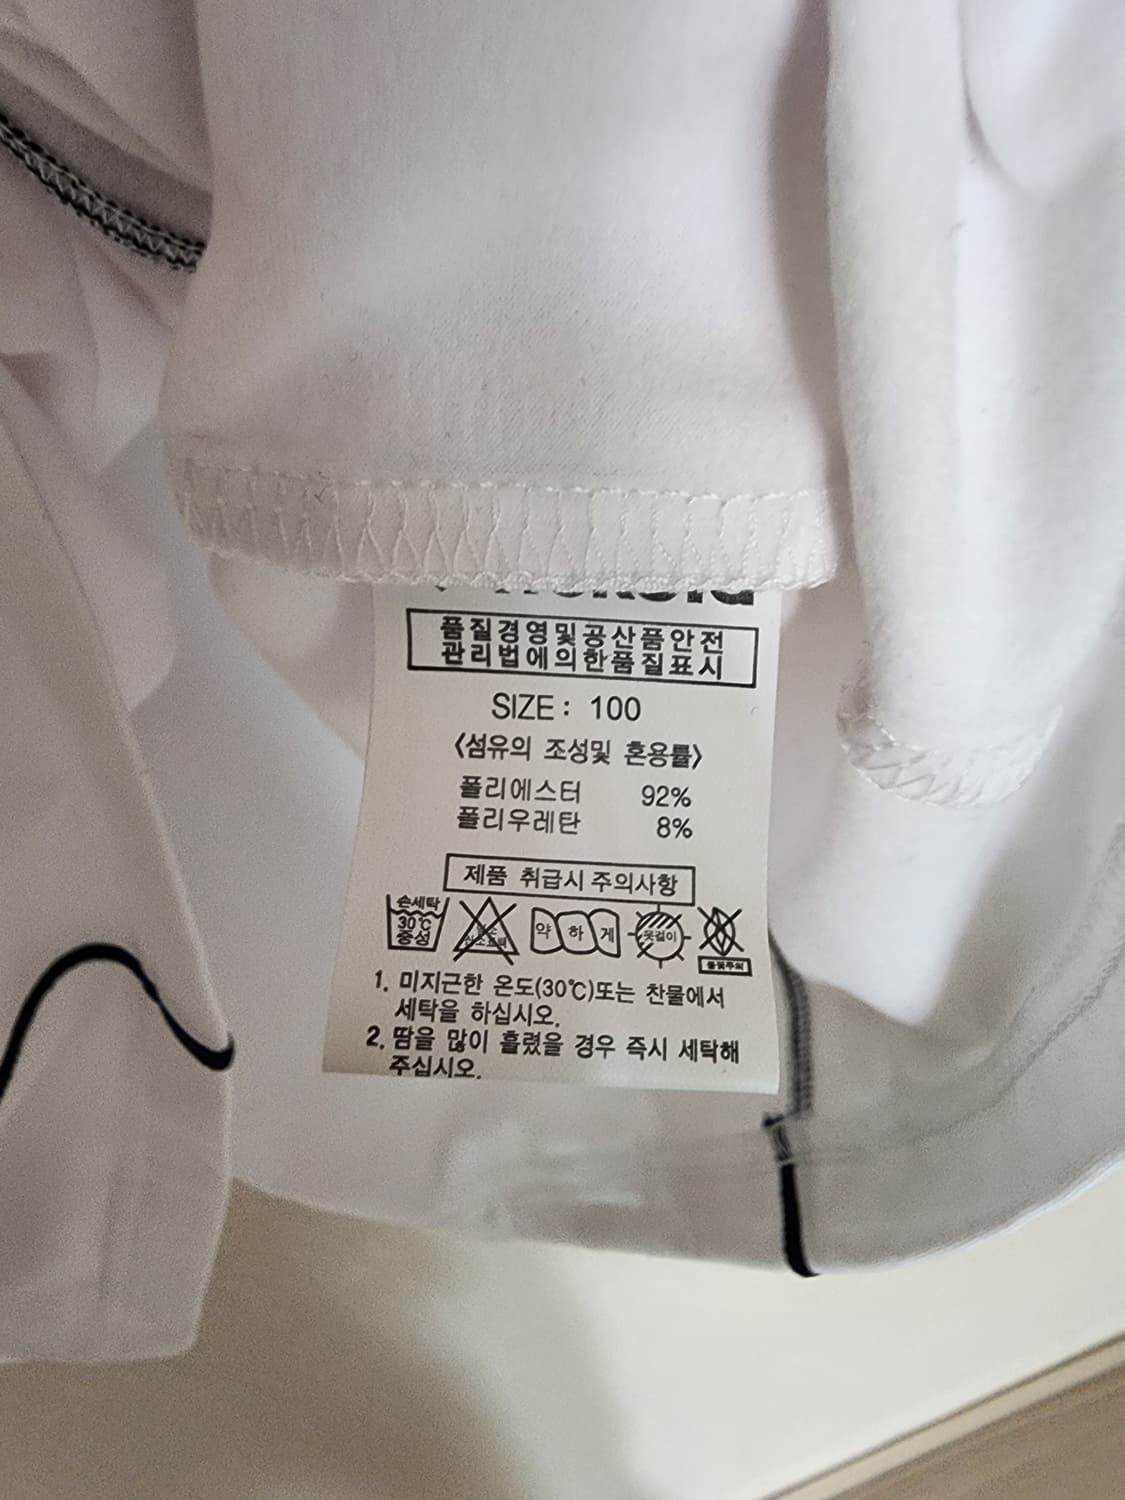 품질경영및공산품안전
관리법에의한품질표시
SIZE : 100
〈섬유의 조성및 혼용률〉
폴리에스터 92%
폴리우레탄 8%
제품 취급시 주의사항
손세탁
30℃
중성
약 하 게
옷걸이
1. 미지근한 온도(30℃)또는 찬물에서
세탁을 하십시오.
2. 땀을 많이 흘렸을 경우 즉시 세탁해
주십시오.